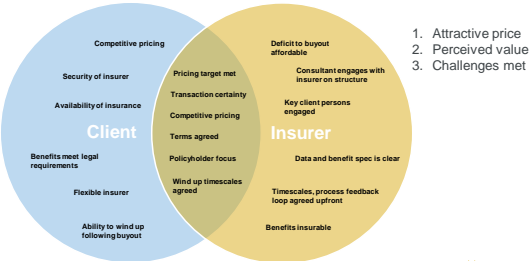 Competitive pricing
Security of insurer
Availability of insurance
Client
Benefits meet legal
requirements
Flexible insurer
Ability to wind up
following buyout
Pricing target met
Transaction certainty
Competitive pricing
Terms agreed
Policyholder focus
Wind up timescales
agreed
Deficit to buyout
affordable
Consultant engages with
insurer on structure
Key client persons
engaged
Insurer
Data and benefit spec is clear
Timescales, process feedback
loop agreed upfront
Benefits insurable
1. Attractive price
2. Perceived value
3. Challenges met